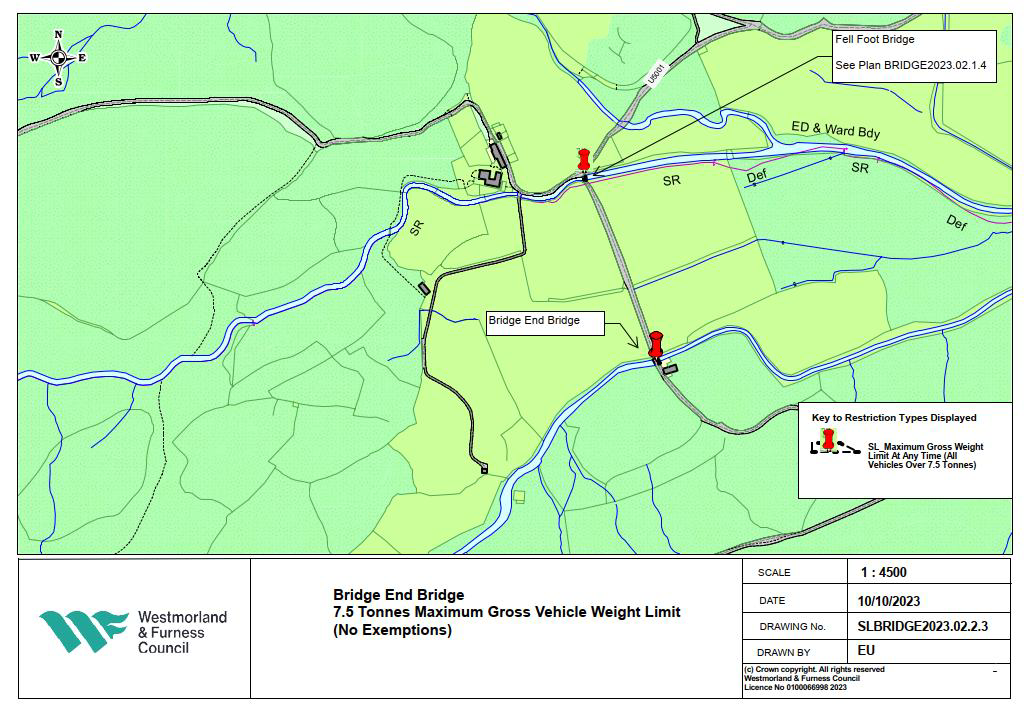 N
W E
S
Fell Foot Bridge
See Plan BRIDGE2023.02.1.4
U5001
ED & Ward Bdy
SR
Def
SR
SR
Def
Bridge End Bridge
Key to Restriction Types Displayed
SL_Maximum Gross Weight
Limit At Any Time (All
Vehicles Over 7.5 Tonnes)
Westmorland
& Furness
Council
Bridge End Bridge
7.5 Tonnes Maximum Gross Vehicle Weight Limit
(No Exemptions)
SCALE 1 : 4500
DATE 10/10/2023
DRAWING No. SLBRIDGE2023.02.2.3
DRAWN BY EU
(c) Crown copyright. All rights reserved
Westmorland & Furness Council
Licence No 0100066998 2023